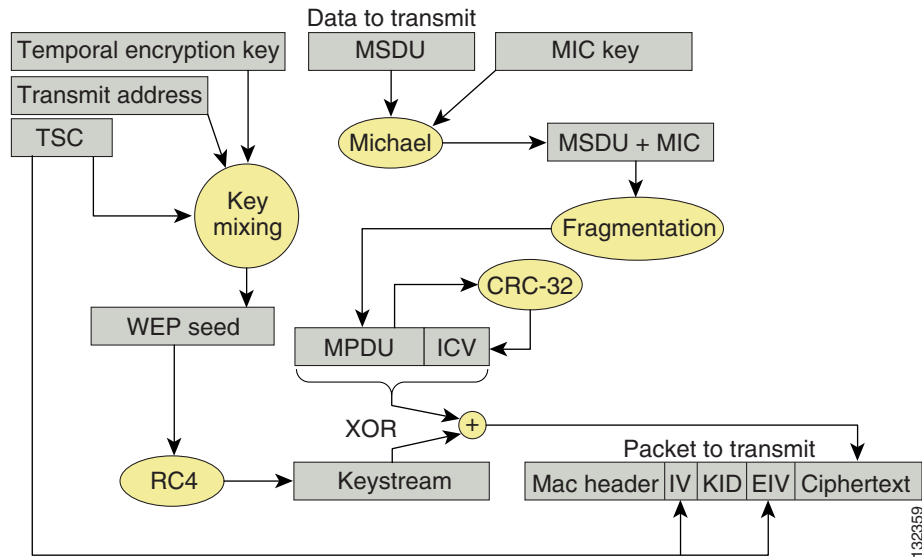 Data to transmit
Temporal encryption key
MSDU
MIC key
Transmit address
TSC
Michael
MSDU + MIC
Key
mixing
Fragmentation
CRC-32
WEP seed
MPDU
ICV
XOR
+
Packet to transmit
RC4
Keystream
Mac header
IV
KID
EIV
Ciphertext
132359